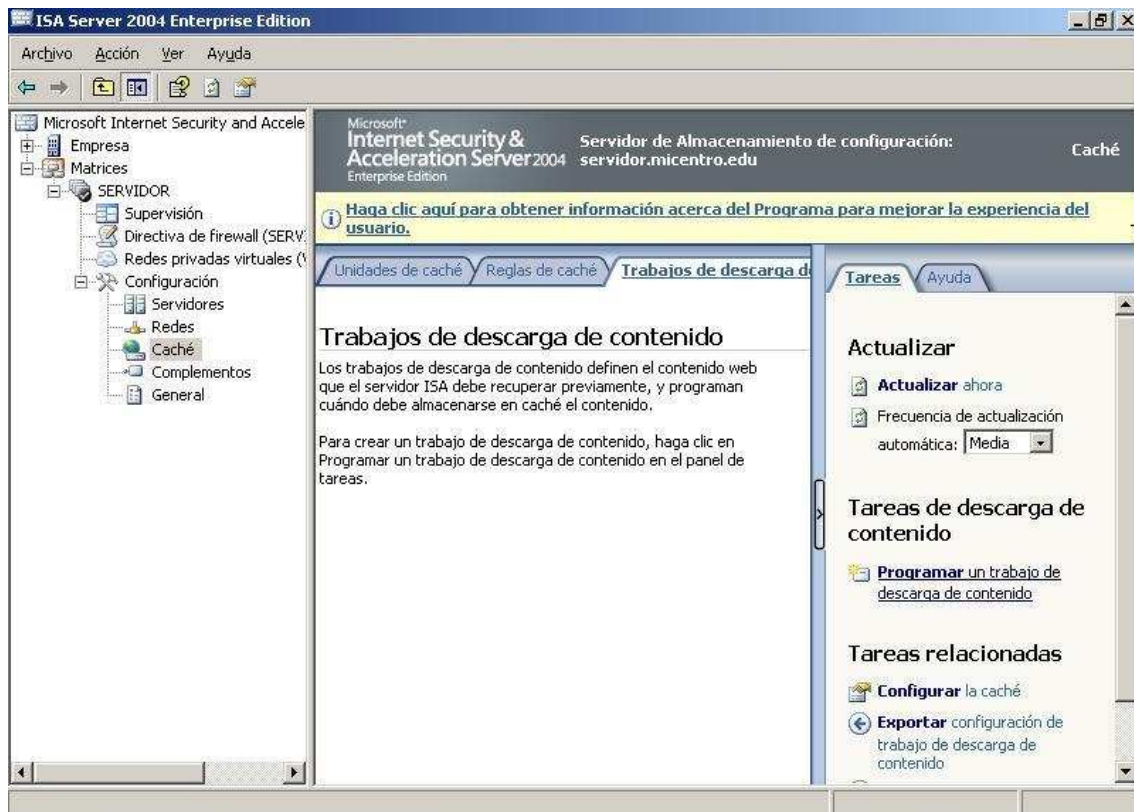 ISA Server 2004 Enterprise Edition
Archivo Acción Ver Ayuda
Microsoft Internet Security and Accele
Empresa
Matrices
SERVIDOR
Supervisión
Directiva de firewall (SERV
Redes privadas virtuales (
Configuración
Servidores
Redes
Caché
Complementos
General
Microsoft
Internet Security &
Acceleration Server 2004
Enterprise Edition
Servidor de Almacenamiento de configuración:
servidor.micentro.edu
Caché
Haga clic aquí para obtener información acerca del Programa para mejorar la experiencia del
usuario.
Unidades de caché Reglas de caché Trabajos de descarga d
Trabajos de descarga de contenido
Los trabajos de descarga de contenido definen el contenido web
que el servidor ISA debe recuperar previamente, y programan
cuándo debe almacenarse en caché el contenido.
Para crear un trabajo de descarga de contenido, haga clic en
Programar un trabajo de descarga de contenido en el panel de
tareas.
Tareas Ayuda
Actualizar
Actualizar ahora
Frecuencia de actualización
automática: Media
Tareas de descarga de
contenido
Programar un trabajo de
descarga de contenido
Tareas relacionadas
Configurar la caché
Exportar configuración de
trabajo de descarga de
contenido